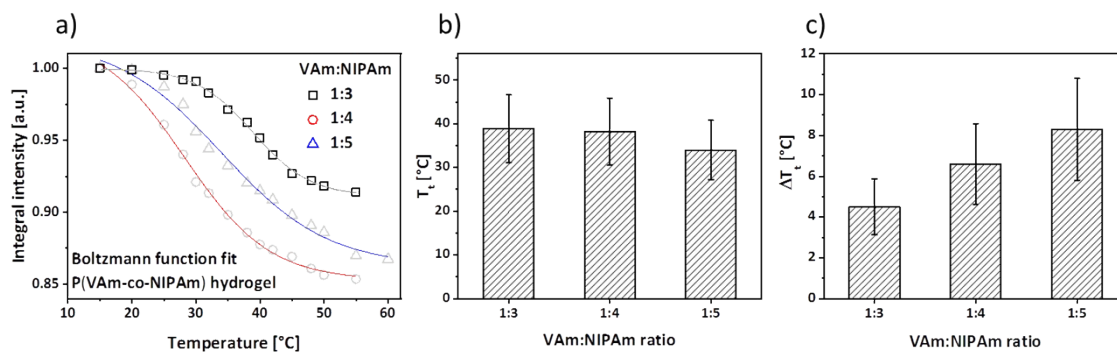 a)
Integral intensity [a.u.]
1.00
0.95
0.90
0.85
VAm:NIPAm
1:3
1:4
1:5
Boltzmann function fit
P(VAm-co-NIPAm) hydrogel
10 20 30 40 50 60
Temperature [°C]
b)
Tt [°C]
50
40
30
20
10
0
1:3 1:4 1:5
VAm:NIPAm ratio
c)
ΔTt [°C]
12
10
8
6
4
2
0
1:3 1:4 1:5
VAm:NIPAm ratio